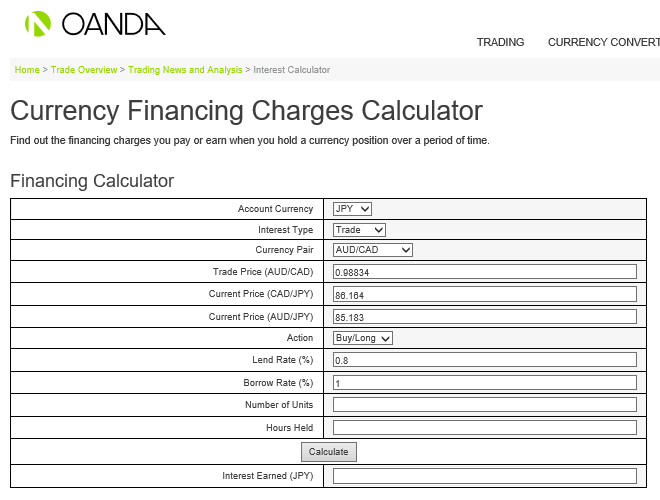 OANDA
TRADING CURRENCY CONVERT
Home > Trade Overview > Trading News and Analysis > Interest Calculator
Currency Financing Charges Calculator
Find out the financing charges you pay or earn when you hold a currency position over a period of time.
Financing Calculator
Account Currency JPY
Interest Type Trade
Currency Pair AUD/CAD
Trade Price (AUD/CAD) 0.98834
Current Price (CAD/JPY) 86.164
Current Price (AUD/JPY) 85.183
Action Buy/Long
Lend Rate (%) 0.8
Borrow Rate (%) 1
Number of Units
Hours Held
Calculate
Interest Earned (JPY)